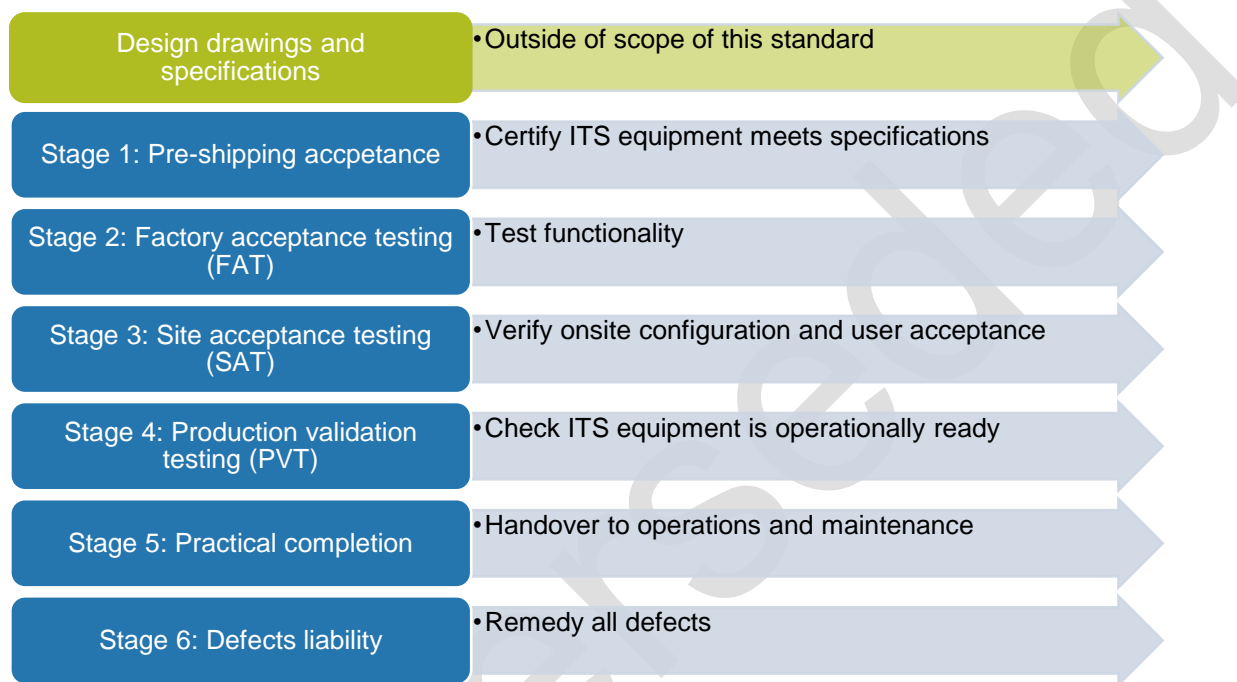 Design drawings and
specifications
•Outside of scope of this standard
Stage 1: Pre-shipping accpetance
•Certify ITS equipment meets specifications
Stage 2: Factory acceptance testing
(FAT)
•Test functionality
Stage 3: Site acceptance testing
(SAT)
•Verify onsite configuration and user acceptance
Stage 4: Production validation
testing (PVT)
•Check ITS equipment is operationally ready
Stage 5: Practical completion
•Handover to operations and maintenance
Stage 6: Defects liability
•Remedy all defects
erseded